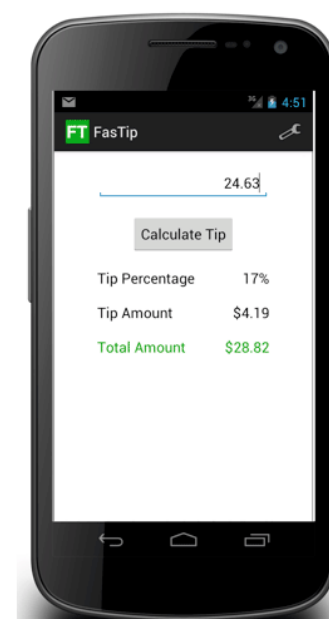 3G 4:51
FT FasTip
24.63
Calculate Tip
Tip Percentage 17%
Tip Amount $4.19
Total Amount $28.82